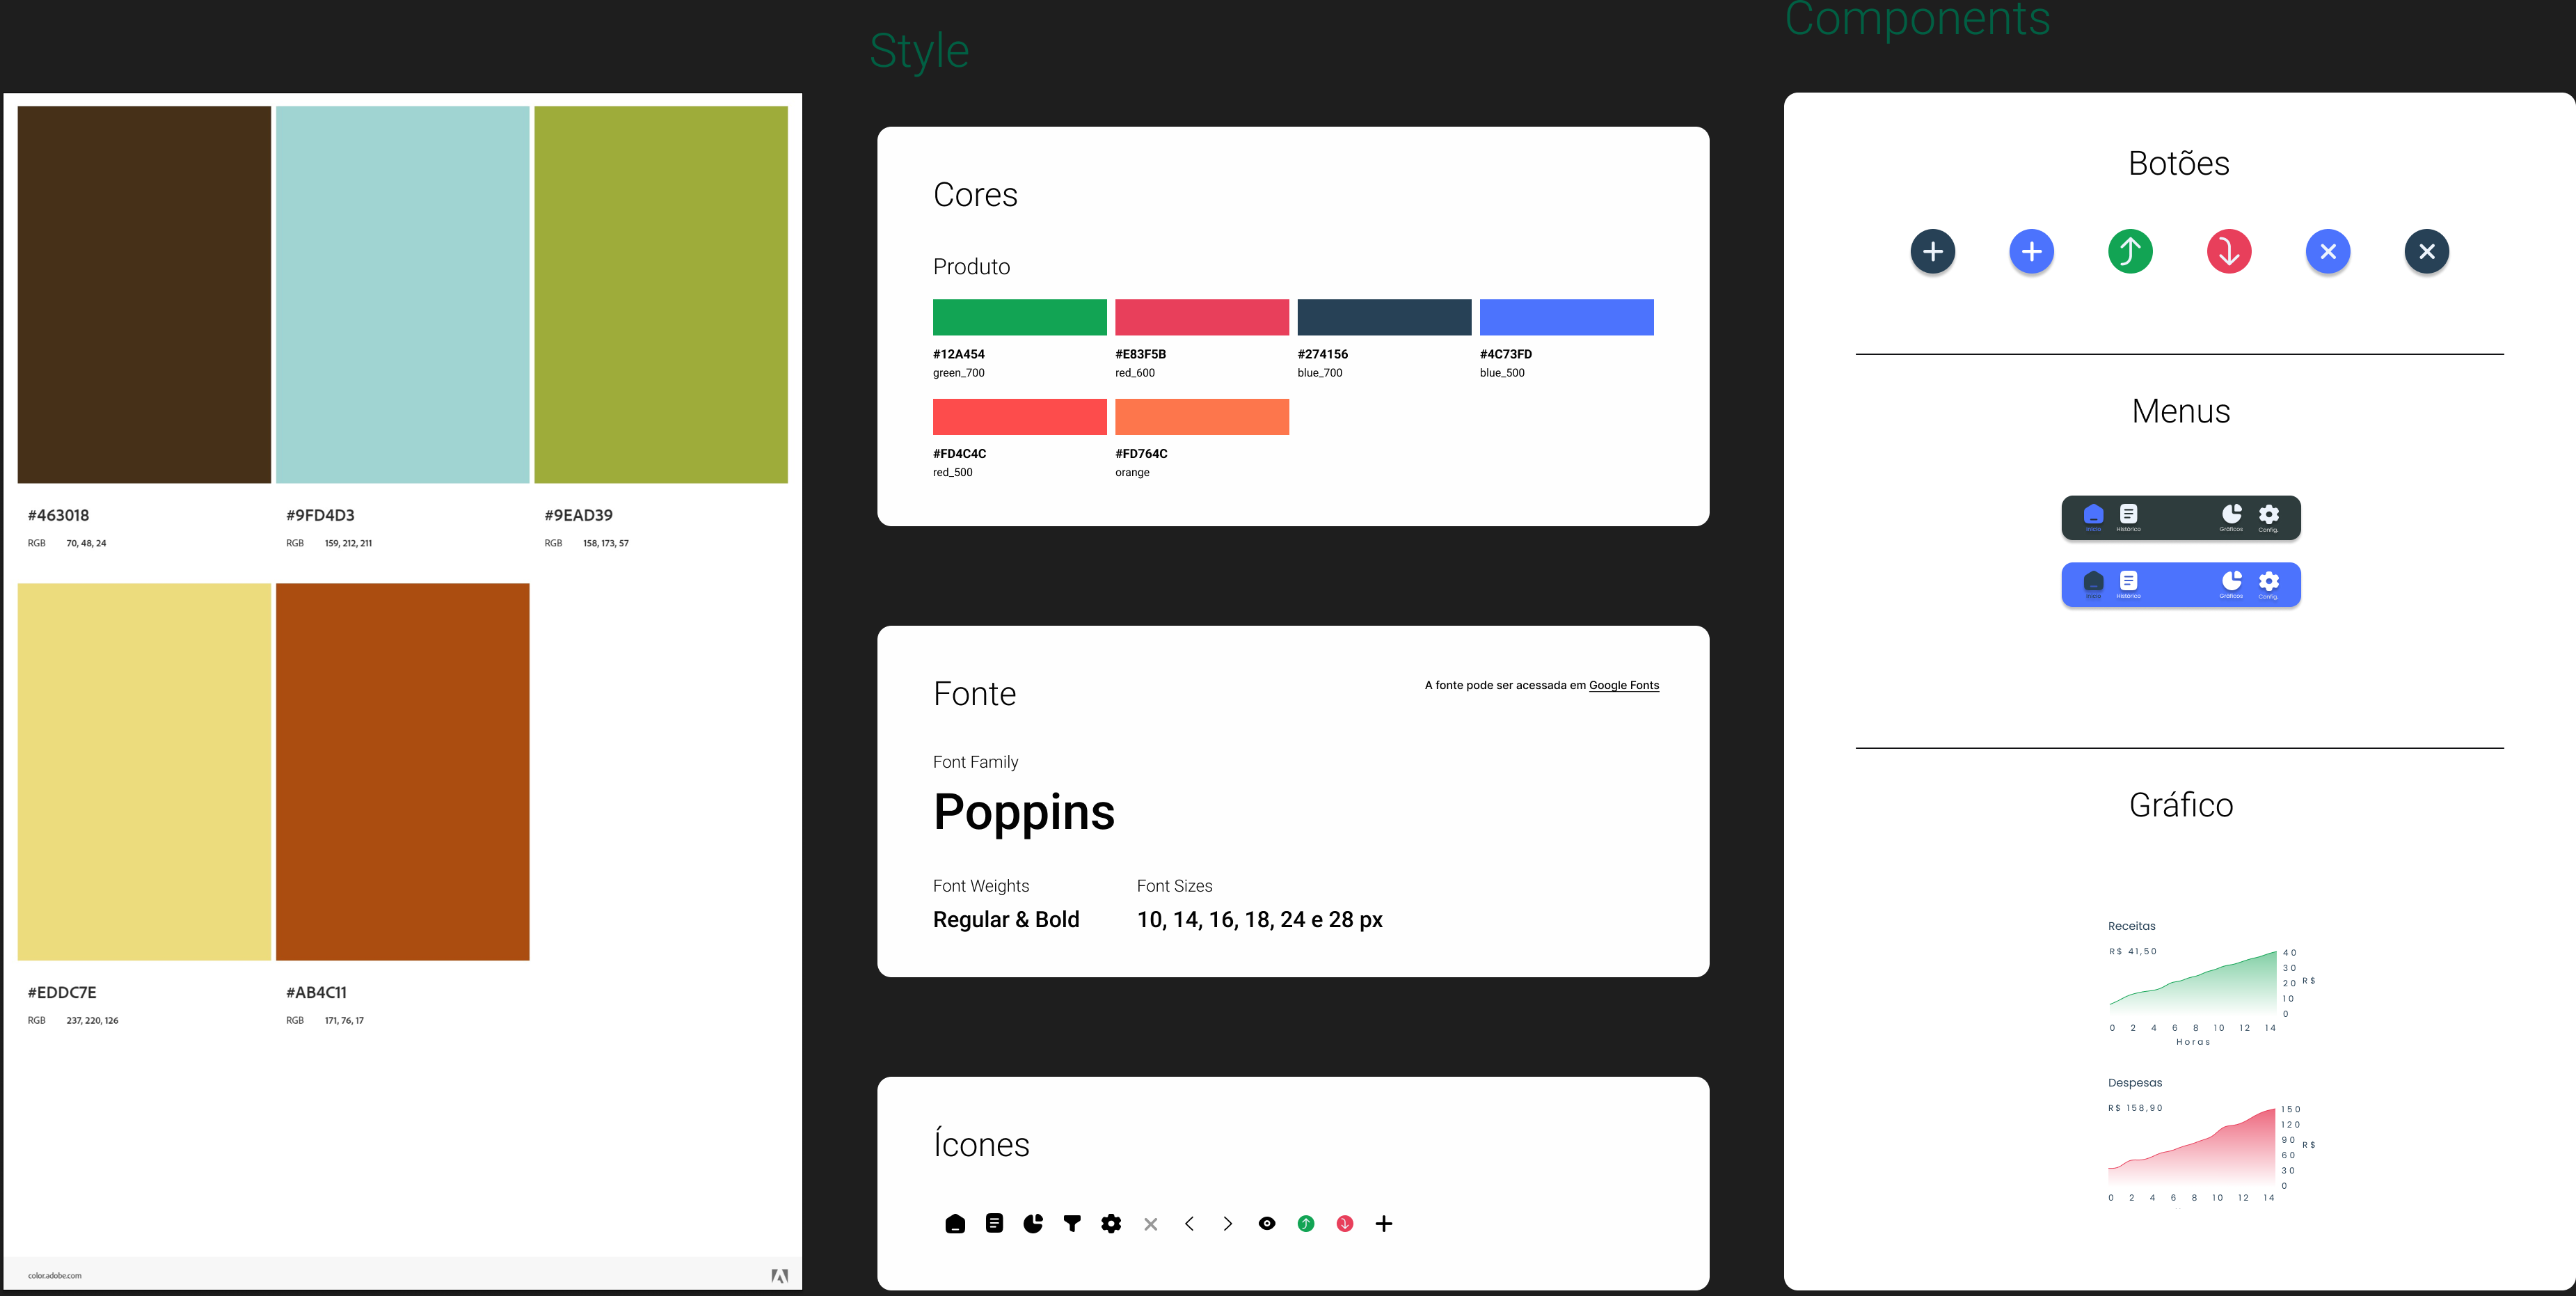 #463018
RGB 70, 48, 24
#9FD4D3
RGB 159, 212, 211
#9EAD39
RGB 158, 173, 57
#EDDC7E
RGB 237, 220, 126
#AB4C11
RGB 171, 76, 17
color.adobe.com
Style
Cores
Produto
#12A454
green_700
#E83F5B
red_600
#274156
blue_700
#4C73FD
blue_500
#FD4C4C
red_500
#FD764C
orange
Fonte
A fonte pode ser acessada em Google Fonts
Font Family
Poppins
Font Weights
Regular & Bold
Font Sizes
10, 14, 16, 18, 24 e 28 px
Ícones
Components
Botões
Menus
Início Histórico Gráficos Config.
Início Histórico Gráficos Config.
Gráfico
Receitas
R$ 41,50
40
30
20
10
0
R$
0 2 4 6 8 10 12 14
Horas
Despesas
R$ 158,90
150
120
90
60
30
0
R$
0 2 4 6 8 10 12 14